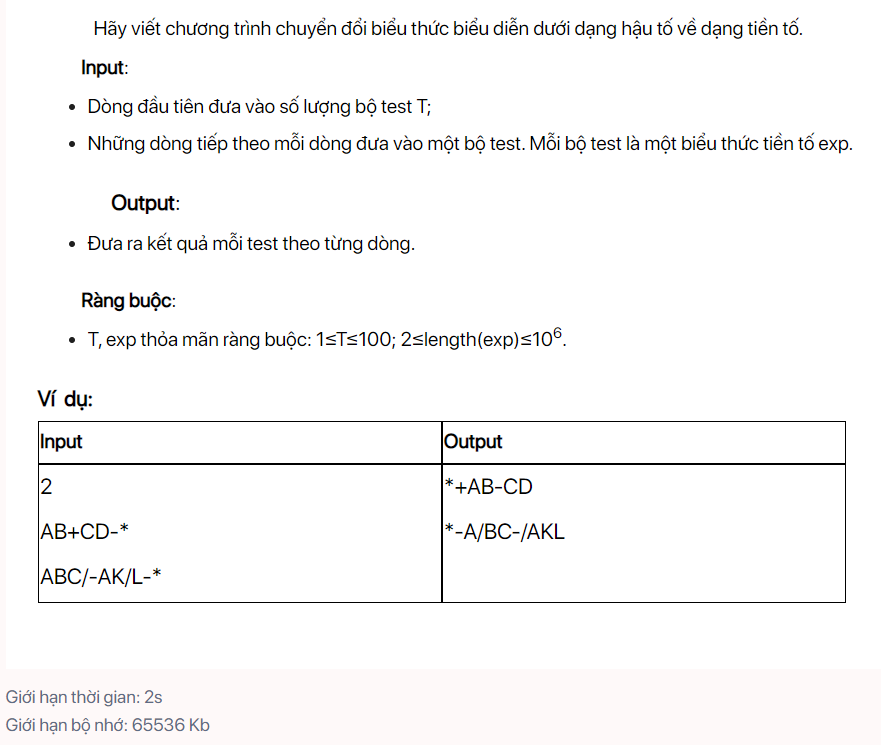 Hãy viết chương trình chuyển đổi biểu thức biểu diễn dưới dạng hậu tố về dạng tiền tố.
Input:
• Dòng đầu tiên đưa vào số lượng bộ test T;
• Những dòng tiếp theo mỗi dòng đưa vào một bộ test. Mỗi bộ test là một biểu thức tiền tố exp.
Output:
• Đưa ra kết quả mỗi test theo từng dòng.
Ràng buộc:
• T, exp thỏa mãn ràng buộc: 1≤T≤100; 2≤length(exp)≤10⁶.
Ví dụ:
Input Output
2 *+AB-CD
AB+CD-* *-A/BC-/AKL
ABC/-AK/L-*
Giới hạn thời gian: 2s
Giới hạn bộ nhớ: 65536 Kb